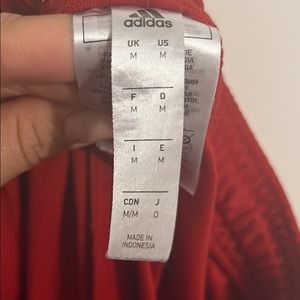 adidas
UK US
M M
F D
M M
I E
M M
CDN J
M/M O
MADE IN
INDONESIA